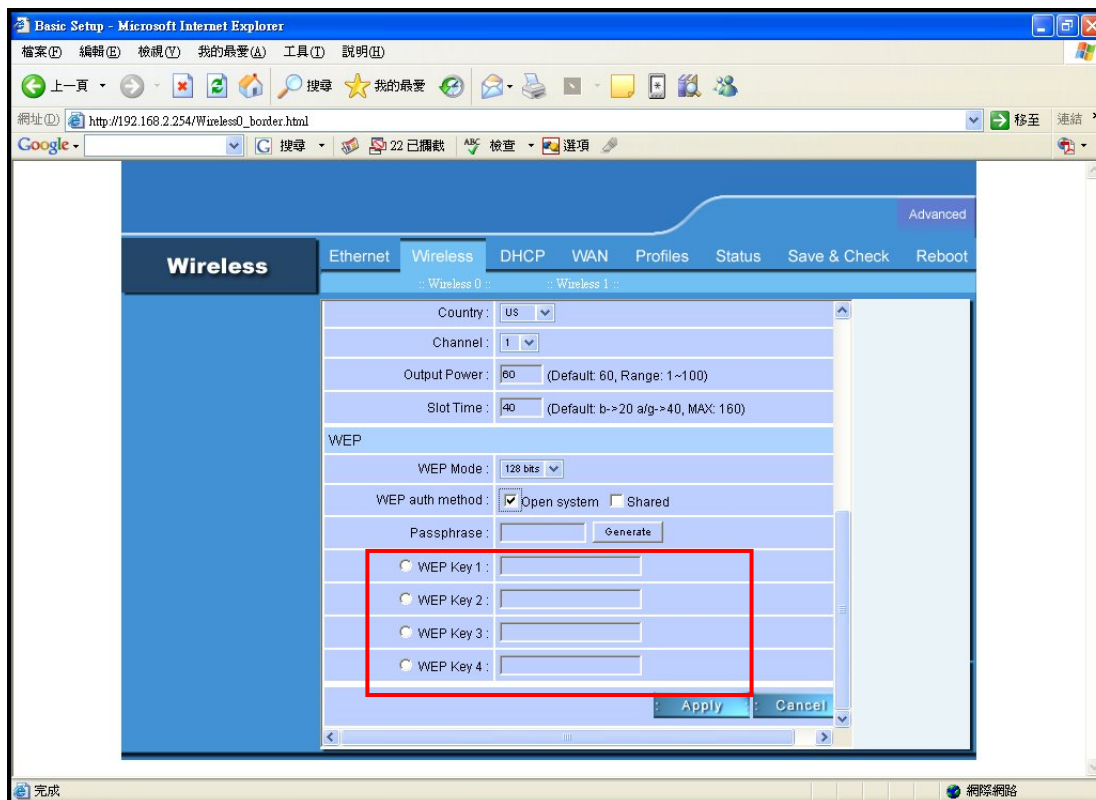 Basic Setup - Microsoft Internet Explorer
檔案(F) 編輯(E) 檢視(V) 我的最愛(A) 工具(T) 說明(H)
上一頁 搜尋 我的最愛
網址(D) http://192.168.2.254/Wireless0_border.html 移至 連結
Google 搜尋 22 已攔截 ABC 檢查 選項
Advanced
Wireless Ethernet Wireless DHCP WAN Profiles Status Save & Check Reboot
:: Wireless 0 :: :: Wireless 1 ::
Country : US
Channel : 1
Output Power : 60 (Default: 60, Range: 1~100)
Slot Time : 40 (Default: b->20 a/g->40, MAX: 160)
WEP
WEP Mode : 128 bits
WEP auth method : Open system Shared
Passphrase : Generate
WEP Key 1 :
WEP Key 2 :
WEP Key 3 :
WEP Key 4 :
: Apply : : Cancel
完成 網際網路